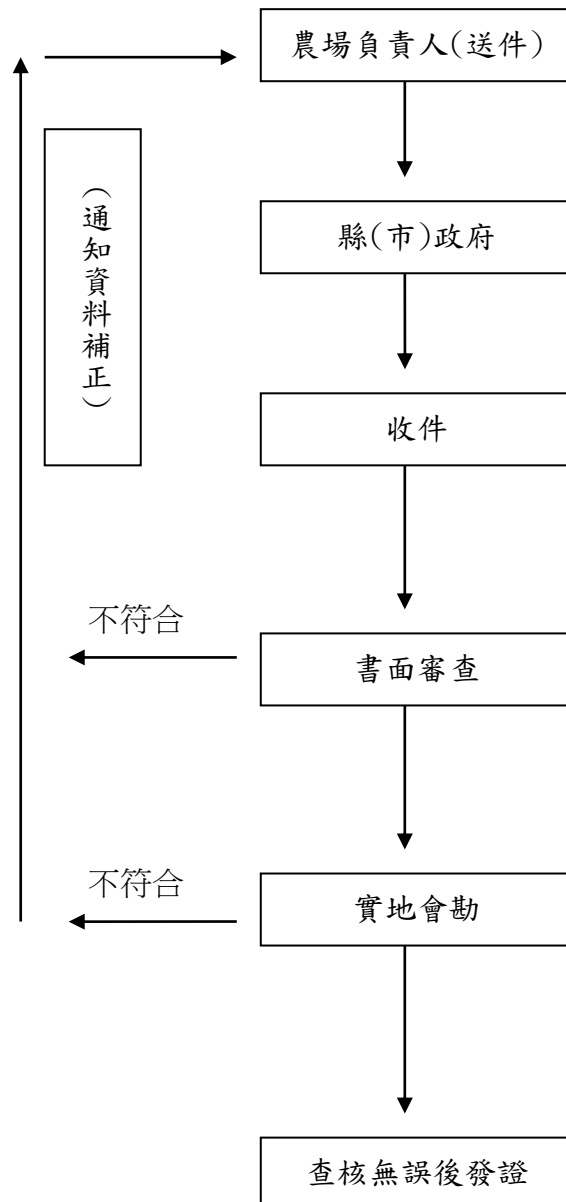 農場負責人(送件)
(通知資料補正)
縣(市)政府
收件
不符合
書面審查
不符合
實地會勘
查核無誤後發證